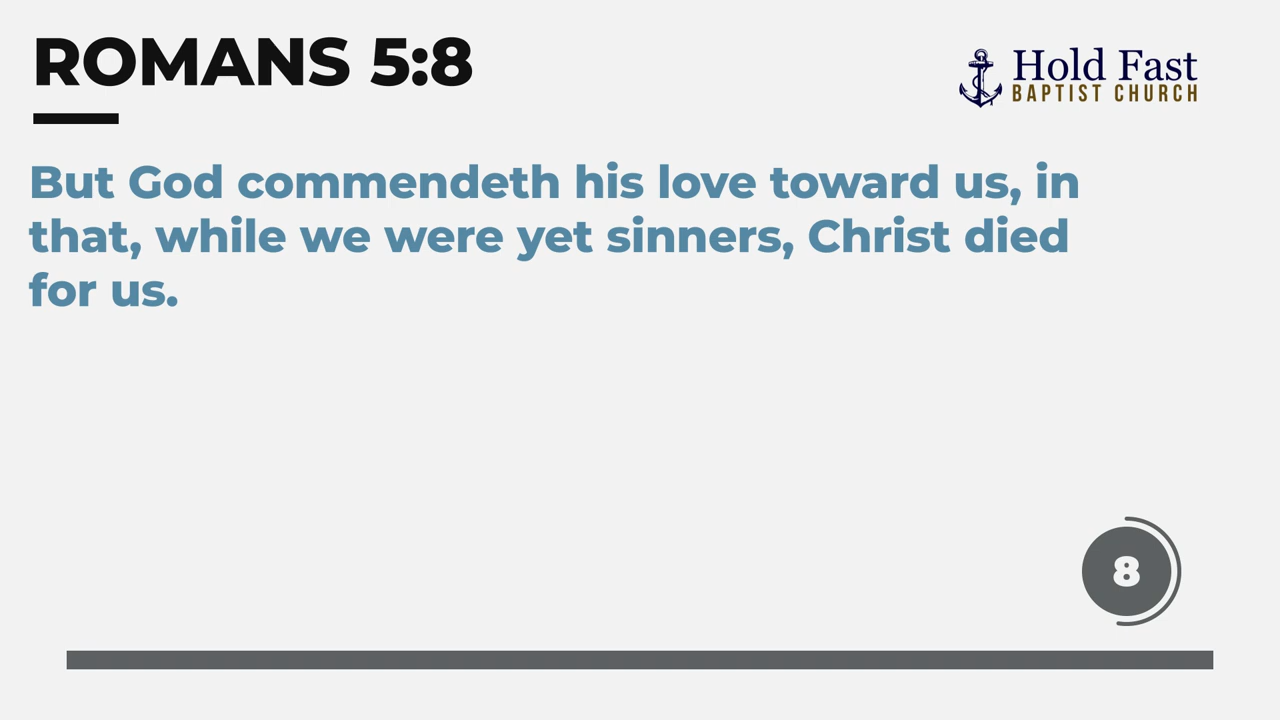 ROMANS 5:8
Hold Fast
BAPTIST CHURCH
But God commendeth his love toward us, in
that, while we were yet sinners, Christ died
for us.
8